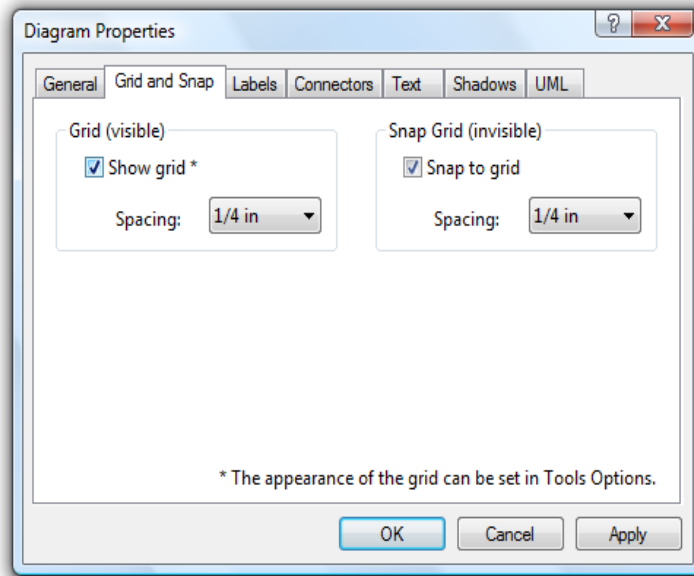 Diagram Properties
?
X
General Grid and Snap Labels Connectors Text Shadows UML
Grid (visible)
Show grid *
Spacing: 1/4 in
Snap Grid (invisible)
Snap to grid
Spacing: 1/4 in
* The appearance of the grid can be set in Tools Options.
OK Cancel Apply